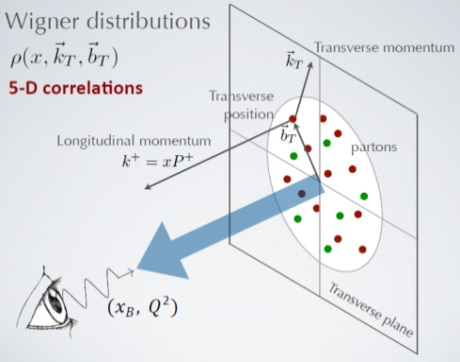 Wigner distributions
ρ(x, k⃗_T, b⃗_T)
5-D correlations
k⃗_T
Transverse momentum
Transverse
position
b⃗_T
Longitudinal momentum
k⁺ = xP⁺
partons
(x_B, Q²)
Transverse plane